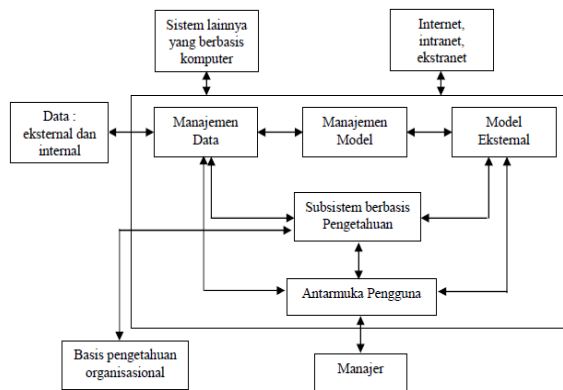 Sistem lainnya
yang berbasis
komputer
Internet,
intranet,
ekstranet
Data :
eksternal dan
internal
Manajemen
Data
Manajemen
Model
Model
Eksternal
Subsistem berbasis
Pengetahuan
Antarmuka Pengguna
Basis pengetahuan
organisasional
Manajer